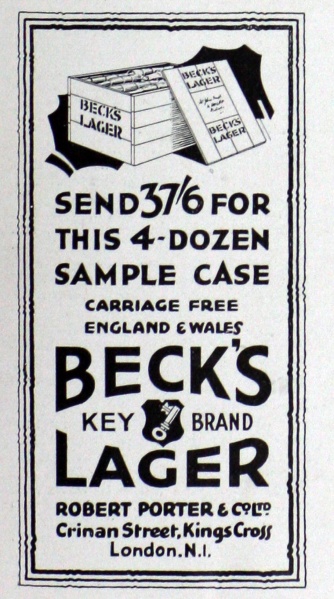 BECK'S
LAGER
BECK'S
LAGER
BECK'S
LAGER
SEND 37/6 FOR
THIS 4-DOZEN
SAMPLE CASE
CARRIAGE FREE
ENGLAND & WALES
BECK'S
KEY BRAND
LAGER
ROBERT PORTER & CO LTD
Crinan Street, Kings Cross
London. N.1.